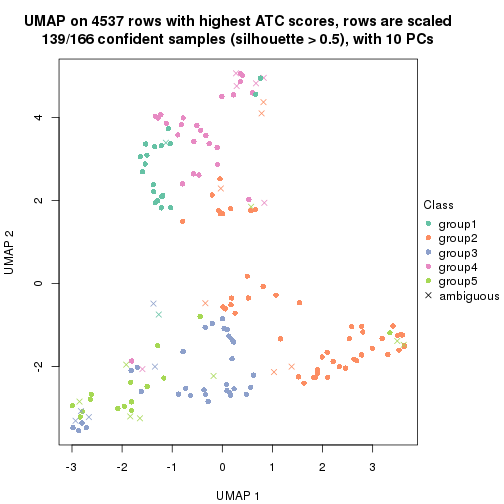 UMAP on 4537 rows with highest ATC scores, rows are scaled
139/166 confident samples (silhouette > 0.5), with 10 PCs
4
2
0
-2
UMAP 2
-3
-2
-1
0
1
2
3
UMAP 1
Class
group1
group2
group3
group4
group5
ambiguous